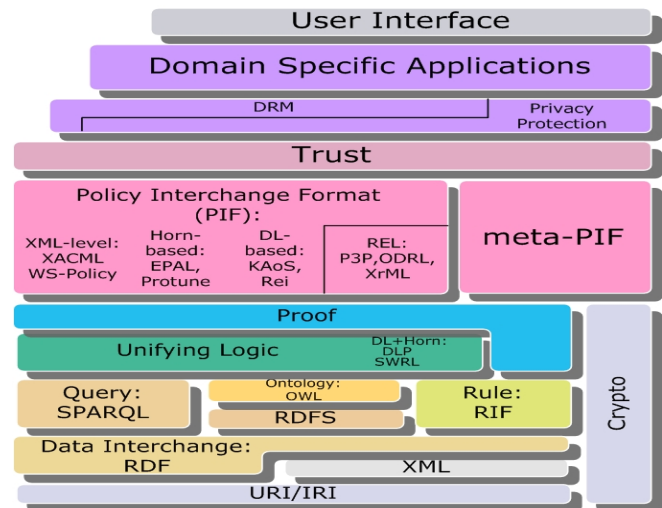 User Interface
Domain Specific Applications
DRM
Privacy
Protection
Trust
Policy Interchange Format
(PIF):
XML-level:
XACML
WS-Policy
Horn-
based:
EPAL,
Protune
DL-
based:
KAoS,
Rei
REL:
P3P,ODRL,
XrML
meta-PIF
Proof
Unifying Logic
DL+Horn:
DLP
SWRL
Crypto
Query:
SPARQL
Ontology:
OWL
RDFS
Rule:
RIF
Data Interchange:
RDF
XML
URI/IRI